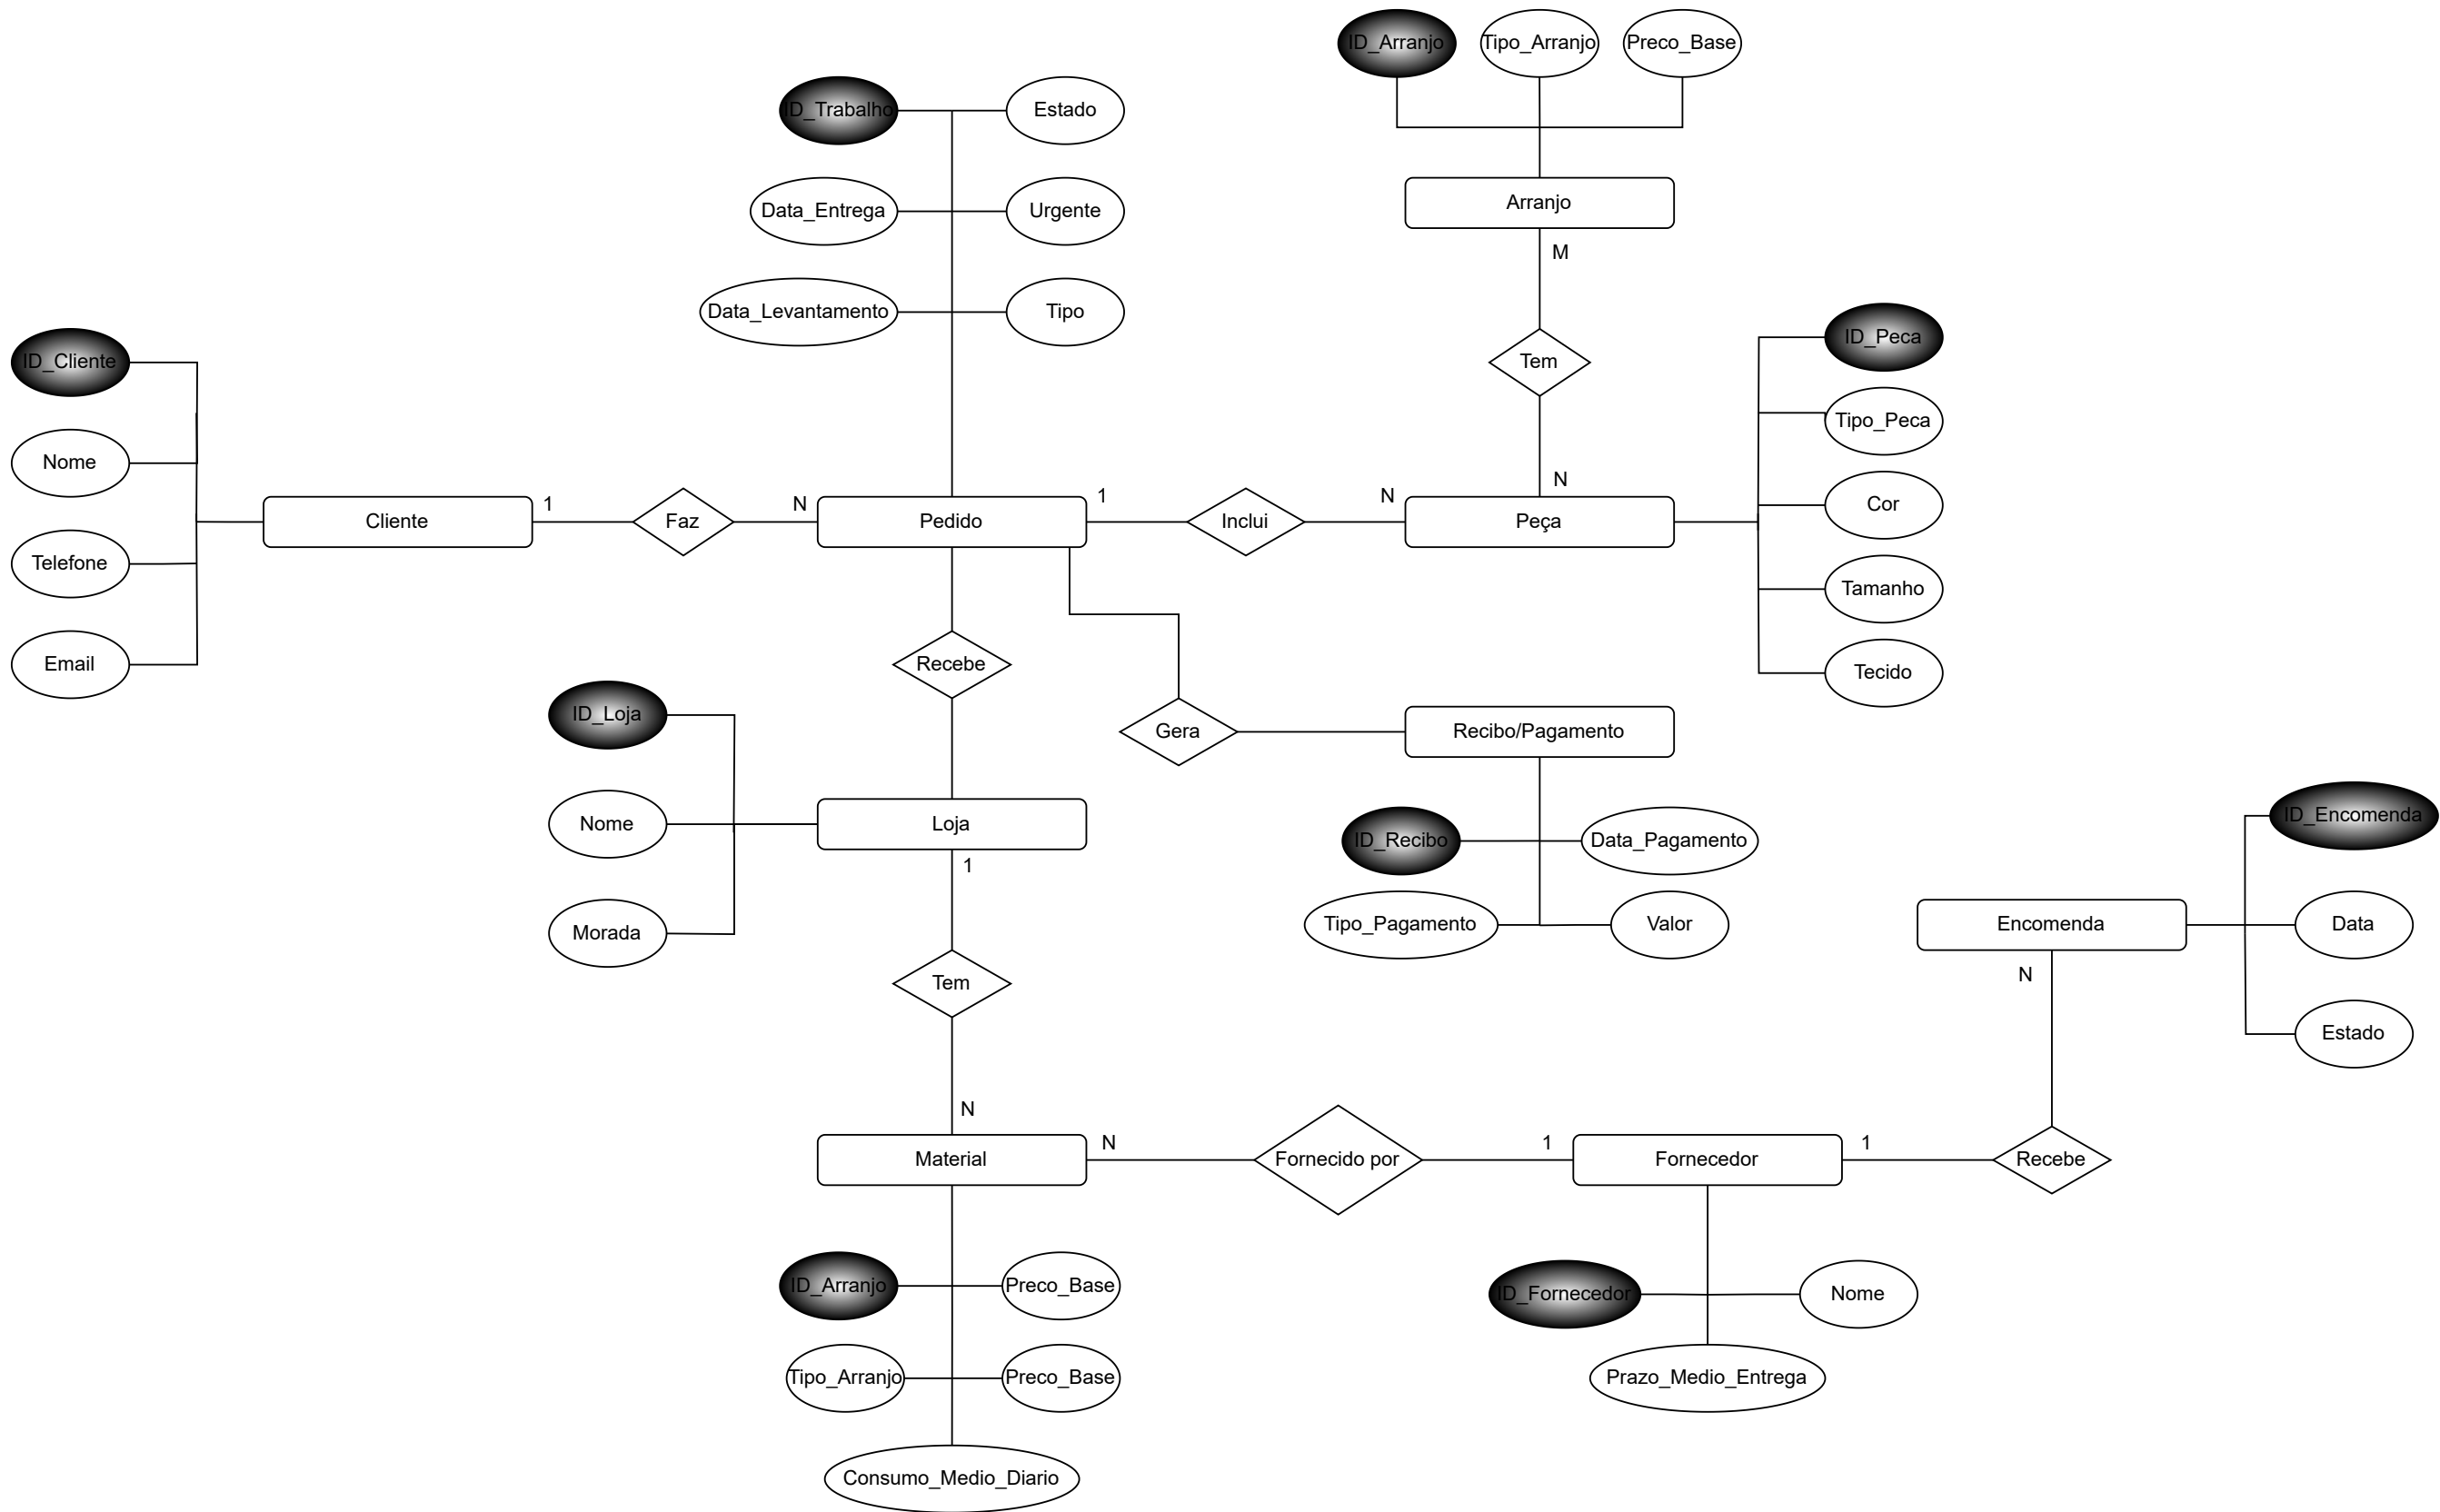 ID_Arranjo
Tipo_Arranjo
Preco_Base
ID_Trabalho
Estado
Arranjo
Data_Entrega
Urgente
M
Data_Levantamento
Tipo
ID_Cliente
Tem
ID_Peca
Tipo_Peca
Nome
N
1
N
1
N
Cor
Cliente
Faz
Pedido
Inclui
Peça
Telefone
Tamanho
Email
Recebe
Tecido
ID_Loja
Gera
Recibo/Pagamento
Nome
Loja
ID_Recibo
Data_Pagamento
ID_Encomenda
1
Morada
Tipo_Pagamento
Valor
Encomenda
Data
N
Tem
Estado
N
N
1
1
Material
Fornecido por
Fornecedor
Recebe
ID_Arranjo
Preco_Base
ID_Fornecedor
Nome
Tipo_Arranjo
Preco_Base
Prazo_Medio_Entrega
Consumo_Medio_Diario